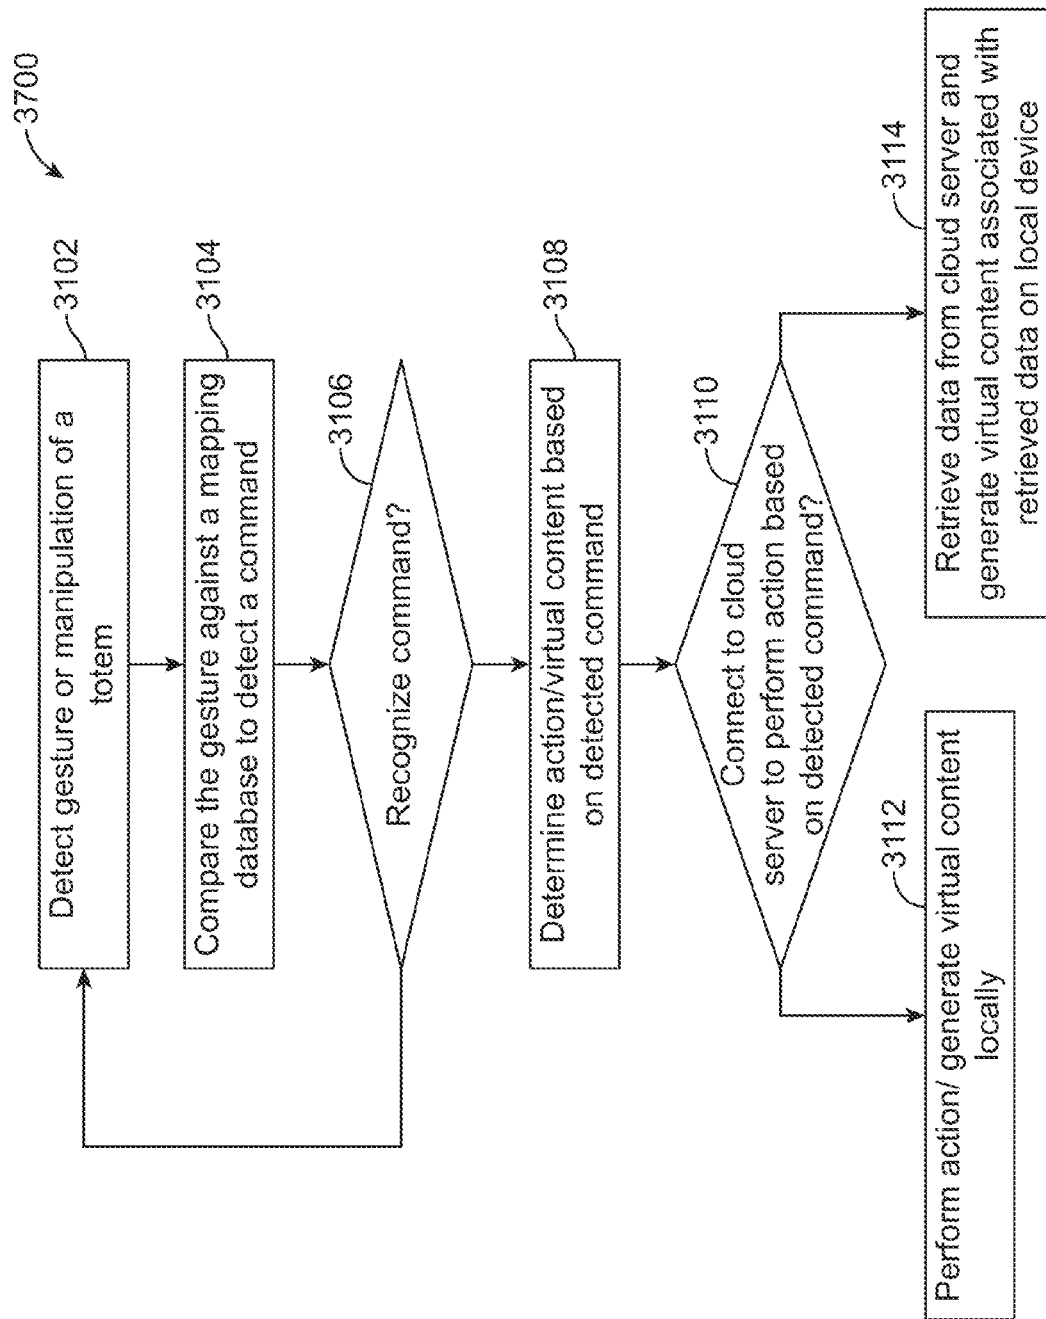 3700
3102
Detect gesture or manipulation of a
totem
3104
Compare the gesture against a mapping
database to detect a command
3106
Recognize command?
3108
Determine action/virtual content based
on detected command
3110
Connect to cloud
server to perform action based
on detected command?
3112
Perform action/ generate virtual content
locally
3114
Retrieve data from cloud server and
generate virtual content associated with
retrieved data on local device